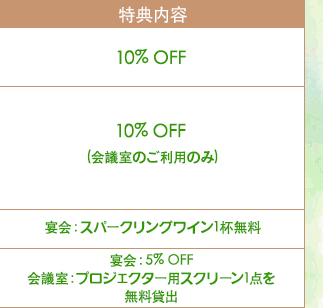 特典内容
10% OFF
10% OFF
(会議室のご利用のみ)
宴会：スパークリングワイン1杯無料
宴会：5% OFF
会議室：プロジェクター用スクリーン1点を
無料貸出